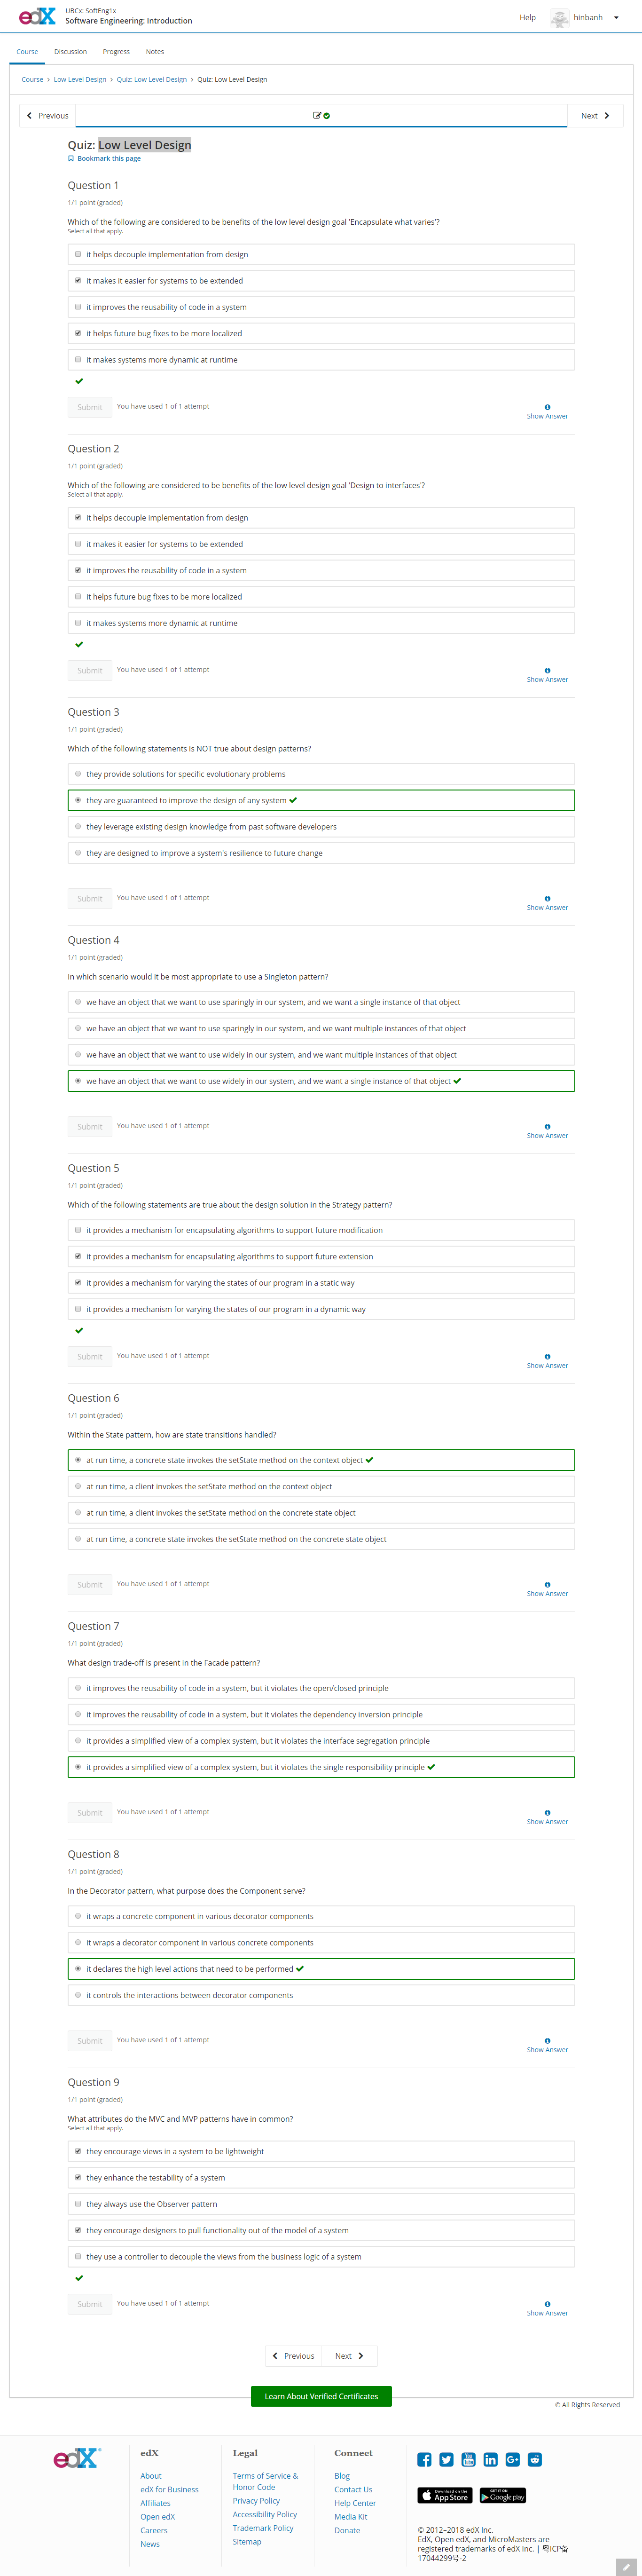 edX
UBCx: SoftEng1x
Software Engineering: Introduction
Help
hinbanh
Course Discussion Progress Notes
Course › Low Level Design › Quiz: Low Level Design › Quiz: Low Level Design
Previous
Next
Quiz: Low Level Design
Bookmark this page
Question 1
1/1 point (graded)
Which of the following are considered to be benefits of the low level design goal 'Encapsulate what varies'?
Select all that apply.
it helps decouple implementation from design
it makes it easier for systems to be extended
it improves the reusability of code in a system
it helps future bug fixes to be more localized
it makes systems more dynamic at runtime
Submit
You have used 1 of 1 attempt
Show Answer
Question 2
1/1 point (graded)
Which of the following are considered to be benefits of the low level design goal 'Design to interfaces'?
Select all that apply.
it helps decouple implementation from design
it makes it easier for systems to be extended
it improves the reusability of code in a system
it helps future bug fixes to be more localized
it makes systems more dynamic at runtime
Submit
You have used 1 of 1 attempt
Show Answer
Question 3
1/1 point (graded)
Which of the following statements is NOT true about design patterns?
they provide solutions for specific evolutionary problems
they are guaranteed to improve the design of any system
they leverage existing design knowledge from past software developers
they are designed to improve a system's resilience to future change
Submit
You have used 1 of 1 attempt
Show Answer
Question 4
1/1 point (graded)
In which scenario would it be most appropriate to use a Singleton pattern?
we have an object that we want to use sparingly in our system, and we want a single instance of that object
we have an object that we want to use sparingly in our system, and we want multiple instances of that object
we have an object that we want to use widely in our system, and we want multiple instances of that object
we have an object that we want to use widely in our system, and we want a single instance of that object
Submit
You have used 1 of 1 attempt
Show Answer
Question 5
1/1 point (graded)
Which of the following statements are true about the design solution in the Strategy pattern?
it provides a mechanism for encapsulating algorithms to support future modification
it provides a mechanism for encapsulating algorithms to support future extension
it provides a mechanism for varying the states of our program in a static way
it provides a mechanism for varying the states of our program in a dynamic way
Submit
You have used 1 of 1 attempt
Show Answer
Question 6
1/1 point (graded)
Within the State pattern, how are state transitions handled?
at run time, a concrete state invokes the setState method on the context object
at run time, a client invokes the setState method on the context object
at run time, a client invokes the setState method on the concrete state object
at run time, a concrete state invokes the setState method on the concrete state object
Submit
You have used 1 of 1 attempt
Show Answer
Question 7
1/1 point (graded)
What design trade-off is present in the Facade pattern?
it improves the reusability of code in a system, but it violates the open/closed principle
it improves the reusability of code in a system, but it violates the dependency inversion principle
it provides a simplified view of a complex system, but it violates the interface segregation principle
it provides a simplified view of a complex system, but it violates the single responsibility principle
Submit
You have used 1 of 1 attempt
Show Answer
Question 8
1/1 point (graded)
In the Decorator pattern, what purpose does the Component serve?
it wraps a concrete component in various decorator components
it wraps a decorator component in various concrete components
it declares the high level actions that need to be performed
it controls the interactions between decorator components
Submit
You have used 1 of 1 attempt
Show Answer
Question 9
1/1 point (graded)
What attributes do the MVC and MVP patterns have in common?
Select all that apply.
they encourage views in a system to be lightweight
they enhance the testability of a system
they always use the Observer pattern
they encourage designers to pull functionality out of the model of a system
they use a controller to decouple the views from the business logic of a system
Submit
You have used 1 of 1 attempt
Show Answer
Previous
Next
Learn About Verified Certificates
© All Rights Reserved
edX
edX
About
edX for Business
Affiliates
Open edX
Careers
News
Legal
Terms of Service &
Honor Code
Privacy Policy
Accessibility Policy
Trademark Policy
Sitemap
Connect
Blog
Contact Us
Help Center
Media Kit
Donate
Download on the
App Store
GET IT ON
Google play
© 2012–2018 edX Inc.
EdX, Open edX, and MicroMasters are
registered trademarks of edX Inc. | 粤ICP备
17044299号-2